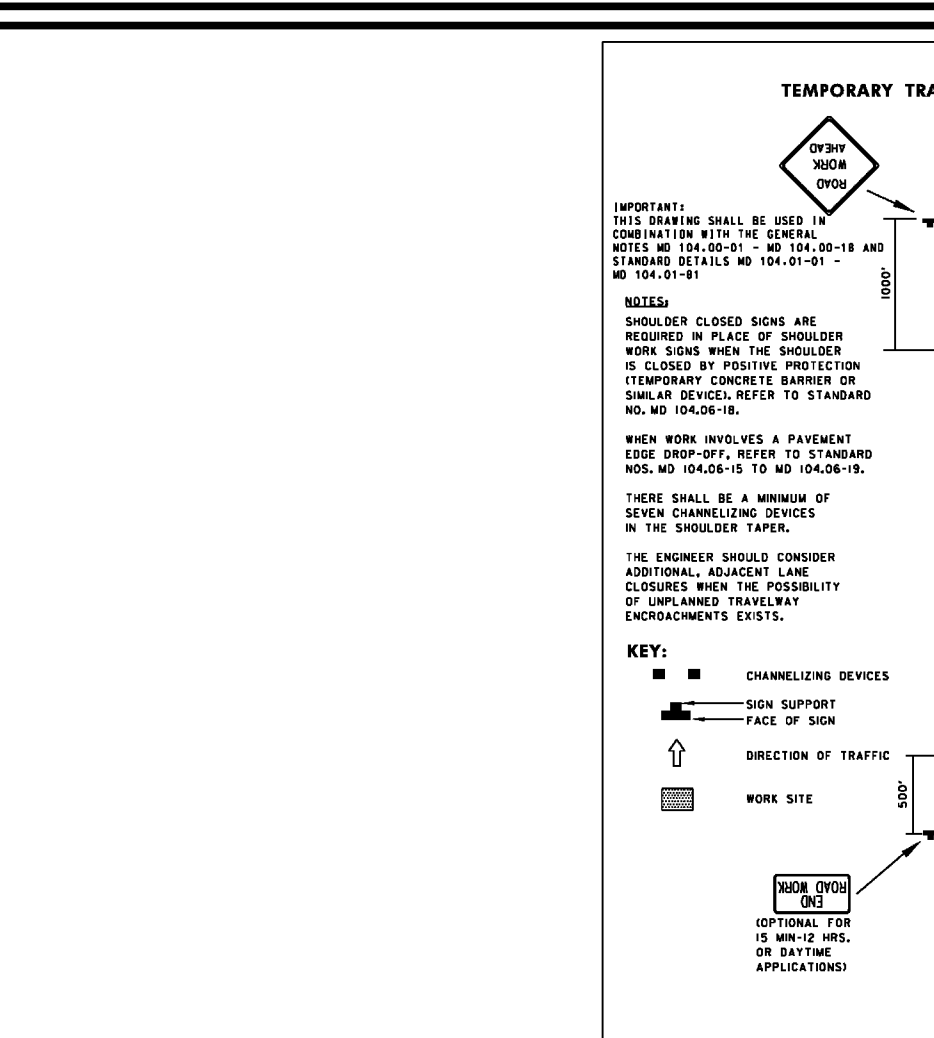 TEMPORARY TRA
ROAD
WORK
AHEAD
IMPORTANT:
THIS DRAWING SHALL BE USED IN
COMBINATION WITH THE GENERAL
NOTES MD 104.00-01 - MD 104.00-18 AND
STANDARD DETAILS MD 104.01-01 -
MD 104.01-81
1000'
NOTES:
SHOULDER CLOSED SIGNS ARE
REQUIRED IN PLACE OF SHOULDER
WORK SIGNS WHEN THE SHOULDER
IS CLOSED BY POSITIVE PROTECTION
(TEMPORARY CONCRETE BARRIER OR
SIMILAR DEVICE). REFER TO STANDARD
NO. MD 104.06-18.
WHEN WORK INVOLVES A PAVEMENT
EDGE DROP-OFF, REFER TO STANDARD
NOS. MD 104.06-15 TO MD 104.06-19.
THERE SHALL BE A MINIMUM OF
SEVEN CHANNELIZING DEVICES
IN THE SHOULDER TAPER.
THE ENGINEER SHOULD CONSIDER
ADDITIONAL, ADJACENT LANE
CLOSURES WHEN THE POSSIBILITY
OF UNPLANNED TRAVELWAY
ENCROACHMENTS EXISTS.
KEY:
CHANNELIZING DEVICES
SIGN SUPPORT
FACE OF SIGN
DIRECTION OF TRAFFIC
WORK SITE
500'
END
ROAD WORK
(OPTIONAL FOR
15 MIN-12 HRS.
OR DAYTIME
APPLICATIONS)